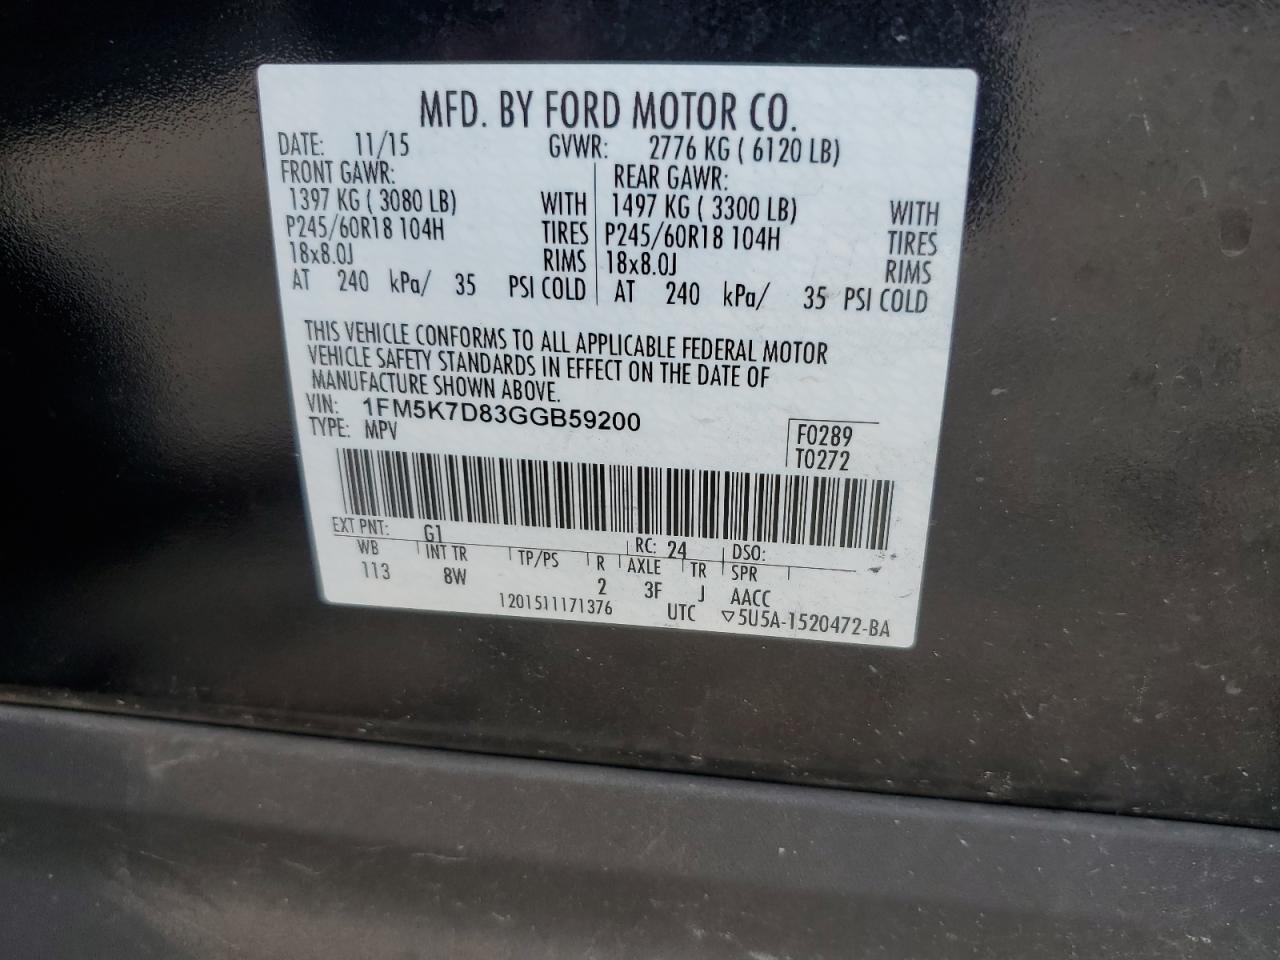 MFD. BY FORD MOTOR CO.
DATE: 11/15 GVWR: 2776 KG ( 6120 LB)
FRONT GAWR: REAR GAWR:
1397 KG ( 3080 LB) WITH 1497 KG ( 3300 LB) WITH
P245/60R18 104H TIRES P245/60R18 104H TIRES
18x8.0J RIMS 18x8.0J RIMS
AT 240 kPa/ 35 PSI COLD AT 240 kPa/ 35 PSI COLD
THIS VEHICLE CONFORMS TO ALL APPLICABLE FEDERAL MOTOR
VEHICLE SAFETY STANDARDS IN EFFECT ON THE DATE OF
MANUFACTURE SHOWN ABOVE.
VIN: 1FM5K7D83GGB59200
TYPE: MPV
F0289
T0272
EXT PNT: G1 RC: 24 DSO:
WB INT TR TP/PS R AXLE TR SPR
113 8W 2 3F J AACC
1201511171376 UTC ▽5U5A-1520472-BA